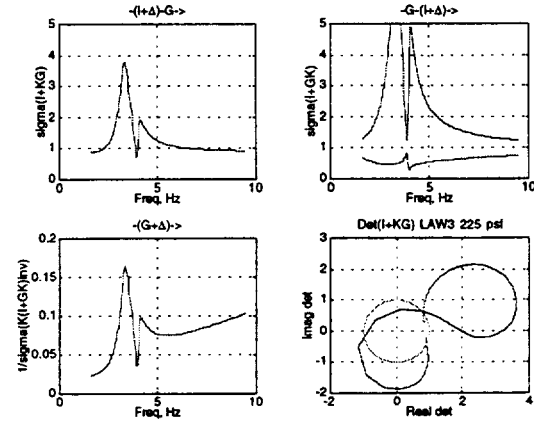 -(I+Δ)-G->
5
4
3
2
1
0
sigma(I+KG)
0
5
10
Freq, Hz
-G-(I+Δ)->
5
4
3
2
1
0
sigma(I+GK)
0
5
10
Freq, Hz
-(G+Δ)->
0.2
0.15
0.1
0.05
0
1/sigma(K(I+GK)inv)
0
5
10
Freq, Hz
Det(I+KG) LAW3 225 psi
3
2
1
0
-1
-2
Imag det
0
2
4
Real det